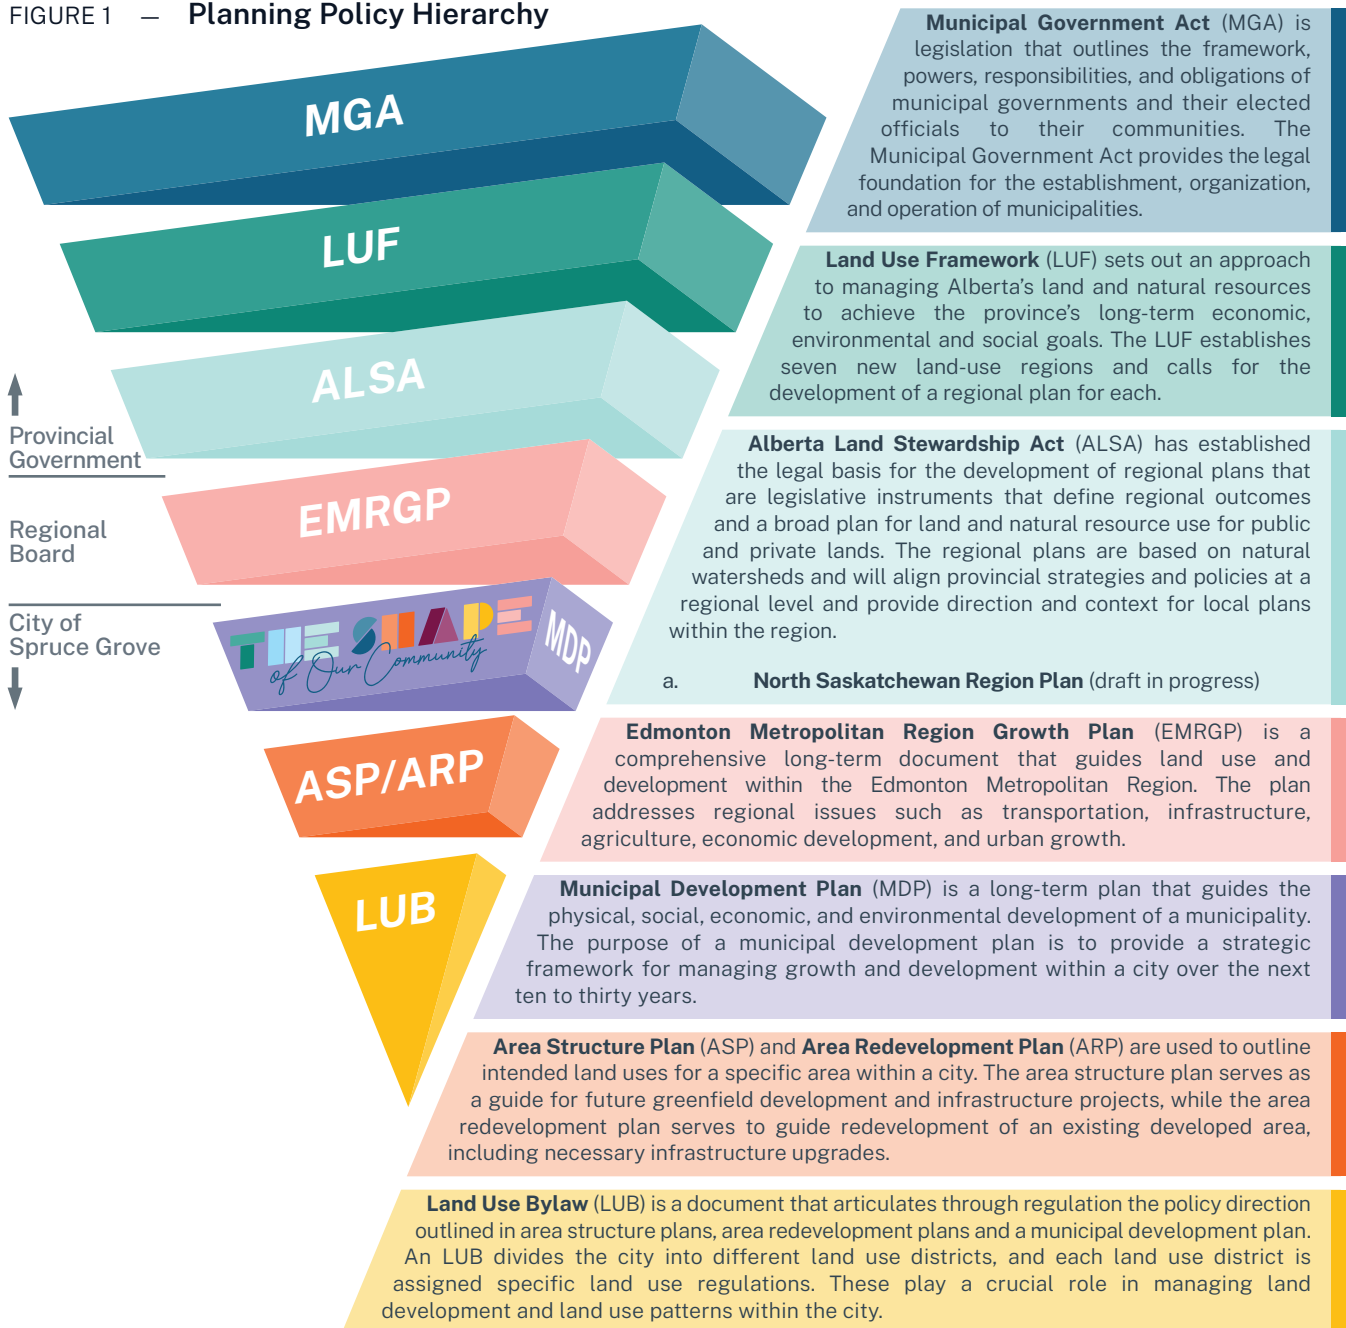 FIGURE 1 — Planning Policy Hierarchy
MGA
LUF
ALSA
Provincial
Government
EMRGP
Regional
Board
City of
Spruce Grove
THE SHAPE
of Our Community
MDP
ASP/ARP
LUB
Municipal Government Act (MGA) is
legislation that outlines the framework,
powers, responsibilities, and obligations of
municipal governments and their elected
officials to their communities. The
Municipal Government Act provides the legal
foundation for the establishment, organization,
and operation of municipalities.
Land Use Framework (LUF) sets out an approach
to managing Alberta’s land and natural resources
to achieve the province’s long-term economic,
environmental and social goals. The LUF establishes
seven new land-use regions and calls for the
development of a regional plan for each.
Alberta Land Stewardship Act (ALSA) has established
the legal basis for the development of regional plans that
are legislative instruments that define regional outcomes
and a broad plan for land and natural resource use for public
and private lands. The regional plans are based on natural
watersheds and will align provincial strategies and policies at a
regional level and provide direction and context for local plans
within the region.
a. North Saskatchewan Region Plan (draft in progress)
Edmonton Metropolitan Region Growth Plan (EMRGP) is a
comprehensive long-term document that guides land use and
development within the Edmonton Metropolitan Region. The plan
addresses regional issues such as transportation, infrastructure,
agriculture, economic development, and urban growth.
Municipal Development Plan (MDP) is a long-term plan that guides the
physical, social, economic, and environmental development of a municipality.
The purpose of a municipal development plan is to provide a strategic
framework for managing growth and development within a city over the next
ten to thirty years.
Area Structure Plan (ASP) and Area Redevelopment Plan (ARP) are used to outline
intended land uses for a specific area within a city. The area structure plan serves as
a guide for future greenfield development and infrastructure projects, while the area
redevelopment plan serves to guide redevelopment of an existing developed area,
including necessary infrastructure upgrades.
Land Use Bylaw (LUB) is a document that articulates through regulation the policy direction
outlined in area structure plans, area redevelopment plans and a municipal development plan.
An LUB divides the city into different land use districts, and each land use district is
assigned specific land use regulations. These play a crucial role in managing land
development and land use patterns within the city.